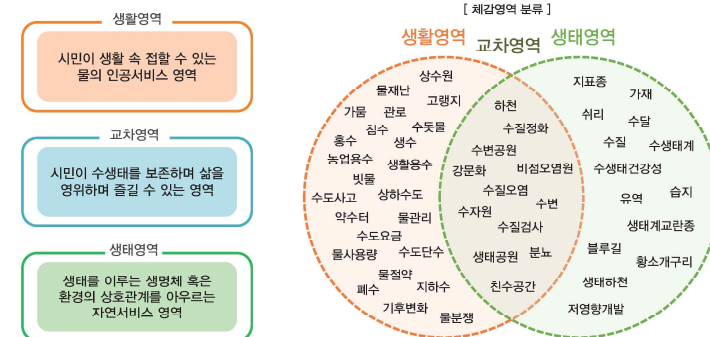 생활영역
시민이 생활 속 접할 수 있는
물의 인공서비스 영역
교차영역
시민이 수생태를 보존하며 삶을
영위하며 즐길 수 있는 영역
생태영역
생태를 이루는 생명체 혹은
환경의 상호관계를 아우르는
자연서비스 영역
[ 체감영역 분류 ]
생활영역
교차영역
생태영역
상수원
물재난
고랭지
가뭄
관로
침수
수돗물
홍수
생수
농업용수
생활용수
빗물
수도사고
상하수도
약수터
물관리
수도요금
물사용량
수도단수
물절약
폐수
지하수
기후변화
물분쟁
하천
수질정화
수변공원
강문화
비점오염원
수질오염
수변
수자원
수질검사
생태공원
분뇨
친수공간
지표종
가재
쉬리
수달
수질
수생태계
수생태건강성
습지
유역
생태계교란종
블루길
황소개구리
생태하천
저영향개발